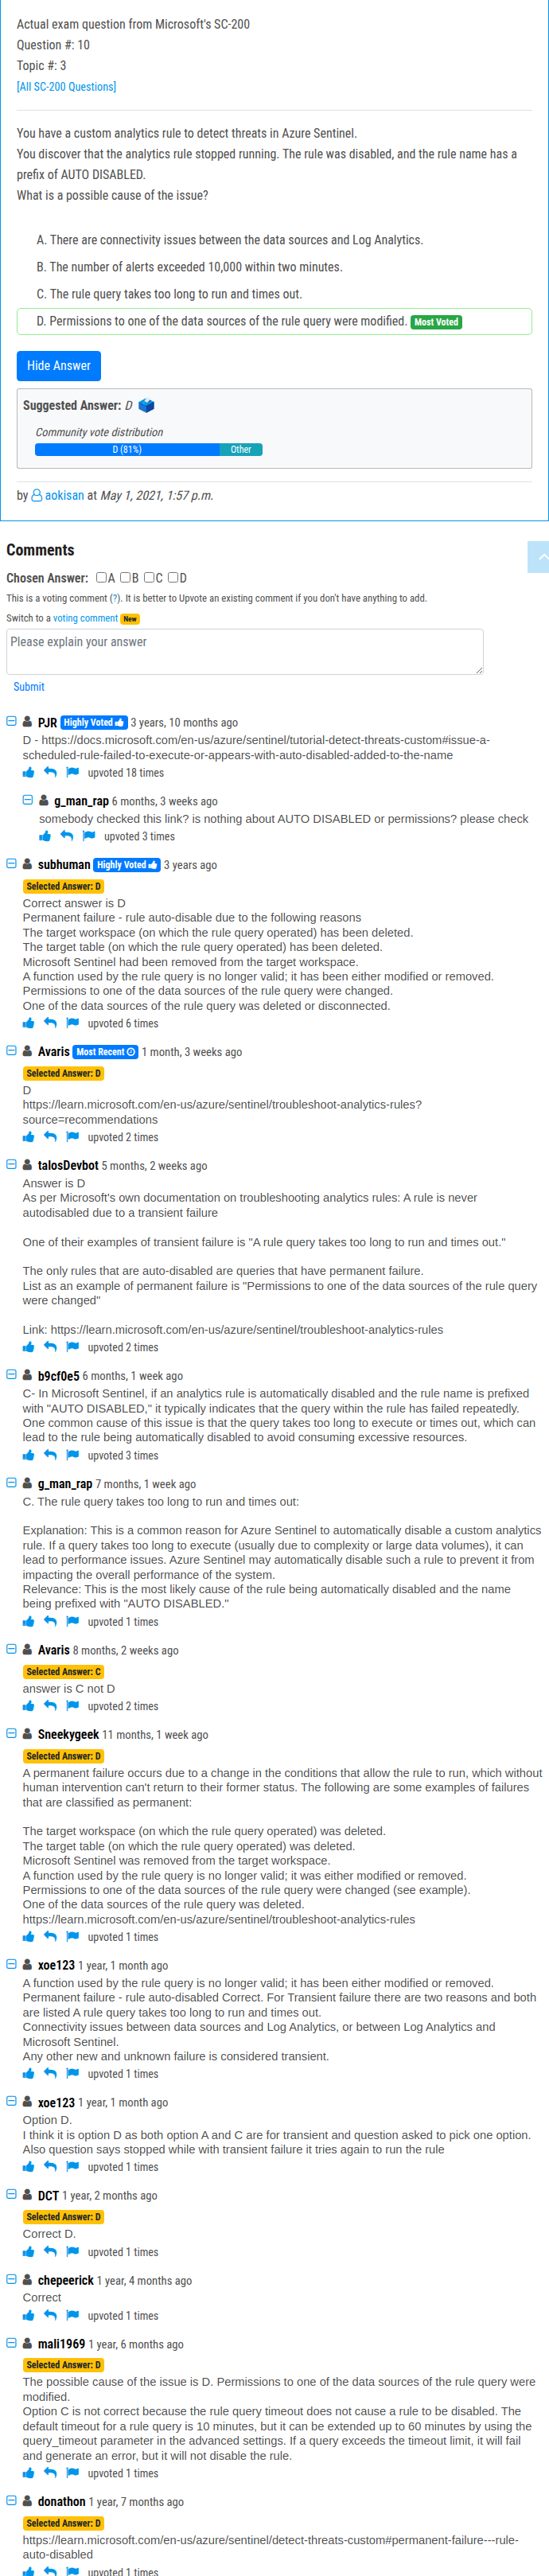 Actual exam question from Microsoft's SC-200
Question #: 10
Topic #: 3
[All SC-200 Questions]
You have a custom analytics rule to detect threats in Azure Sentinel.
You discover that the analytics rule stopped running. The rule was disabled, and the rule name has a
prefix of AUTO DISABLED.
What is a possible cause of the issue?
A. There are connectivity issues between the data sources and Log Analytics.
B. The number of alerts exceeded 10,000 within two minutes.
C. The rule query takes too long to run and times out.
D. Permissions to one of the data sources of the rule query were modified. Most Voted
Hide Answer
Suggested Answer: D
Community vote distribution
D (81%) Other
by aokisan at May 1, 2021, 1:57 p.m.
Comments
Chosen Answer: A B C D
This is a voting comment (?). It is better to Upvote an existing comment if you don't have anything to add.
Switch to a voting comment New
Please explain your answer
Submit
PJR Highly Voted 3 years, 10 months ago
D - https://docs.microsoft.com/en-us/azure/sentinel/tutorial-detect-threats-custom#issue-a-
scheduled-rule-failed-to-execute-or-appears-with-auto-disabled-added-to-the-name
upvoted 18 times
g_man_rap 6 months, 3 weeks ago
somebody checked this link? is nothing about AUTO DISABLED or permissions? please check
upvoted 3 times
subhuman Highly Voted 3 years ago
Selected Answer: D
Correct answer is D
Permanent failure - rule auto-disable due to the following reasons
The target workspace (on which the rule query operated) has been deleted.
The target table (on which the rule query operated) has been deleted.
Microsoft Sentinel had been removed from the target workspace.
A function used by the rule query is no longer valid; it has been either modified or removed.
Permissions to one of the data sources of the rule query were changed.
One of the data sources of the rule query was deleted or disconnected.
upvoted 6 times
Avaris Most Recent 1 month, 3 weeks ago
Selected Answer: D
D
https://learn.microsoft.com/en-us/azure/sentinel/troubleshoot-analytics-rules?
source=recommendations
upvoted 2 times
talosDevbot 5 months, 2 weeks ago
Answer is D
As per Microsoft's own documentation on troubleshooting analytics rules: A rule is never
autodisabled due to a transient failure
One of their examples of transient failure is "A rule query takes too long to run and times out."
The only rules that are auto-disabled are queries that have permanent failure.
List as an example of permanent failure is "Permissions to one of the data sources of the rule query
were changed"
Link: https://learn.microsoft.com/en-us/azure/sentinel/troubleshoot-analytics-rules
upvoted 2 times
b9cf0e5 6 months, 1 week ago
C- In Microsoft Sentinel, if an analytics rule is automatically disabled and the rule name is prefixed
with "AUTO DISABLED," it typically indicates that the query within the rule has failed repeatedly.
One common cause of this issue is that the query takes too long to execute or times out, which can
lead to the rule being automatically disabled to avoid consuming excessive resources.
upvoted 3 times
g_man_rap 7 months, 1 week ago
C. The rule query takes too long to run and times out:
Explanation: This is a common reason for Azure Sentinel to automatically disable a custom analytics
rule. If a query takes too long to execute (usually due to complexity or large data volumes), it can
lead to performance issues. Azure Sentinel may automatically disable such a rule to prevent it from
impacting the overall performance of the system.
Relevance: This is the most likely cause of the rule being automatically disabled and the name
being prefixed with "AUTO DISABLED."
upvoted 1 times
Avaris 8 months, 2 weeks ago
Selected Answer: C
answer is C not D
upvoted 2 times
Sneekygeek 11 months, 1 week ago
Selected Answer: D
A permanent failure occurs due to a change in the conditions that allow the rule to run, which without
human intervention can't return to their former status. The following are some examples of failures
that are classified as permanent:
The target workspace (on which the rule query operated) was deleted.
The target table (on which the rule query operated) was deleted.
Microsoft Sentinel was removed from the target workspace.
A function used by the rule query is no longer valid; it was either modified or removed.
Permissions to one of the data sources of the rule query were changed (see example).
One of the data sources of the rule query was deleted.
https://learn.microsoft.com/en-us/azure/sentinel/troubleshoot-analytics-rules
upvoted 1 times
xoe123 1 year, 1 month ago
A function used by the rule query is no longer valid; it has been either modified or removed.
Permanent failure - rule auto-disabled Correct. For Transient failure there are two reasons and both
are listed A rule query takes too long to run and times out.
Connectivity issues between data sources and Log Analytics, or between Log Analytics and
Microsoft Sentinel.
Any other new and unknown failure is considered transient.
upvoted 1 times
xoe123 1 year, 1 month ago
Option D.
I think it is option D as both option A and C are for transient and question asked to pick one option.
Also question says stopped while with transient failure it tries again to run the rule
upvoted 1 times
DCT 1 year, 2 months ago
Selected Answer: D
Correct D.
upvoted 1 times
chepeerick 1 year, 4 months ago
Correct
upvoted 1 times
mali1969 1 year, 6 months ago
Selected Answer: D
The possible cause of the issue is D. Permissions to one of the data sources of the rule query were
modified.
Option C is not correct because the rule query timeout does not cause a rule to be disabled. The
default timeout for a rule query is 10 minutes, but it can be extended up to 60 minutes by using the
query_timeout parameter in the advanced settings. If a query exceeds the timeout limit, it will fail
and generate an error, but it will not disable the rule.
upvoted 1 times
donathon 1 year, 7 months ago
Selected Answer: D
https://learn.microsoft.com/en-us/azure/sentinel/detect-threats-custom#permanent-failure---rule-
auto-disabled
upvoted 1 times